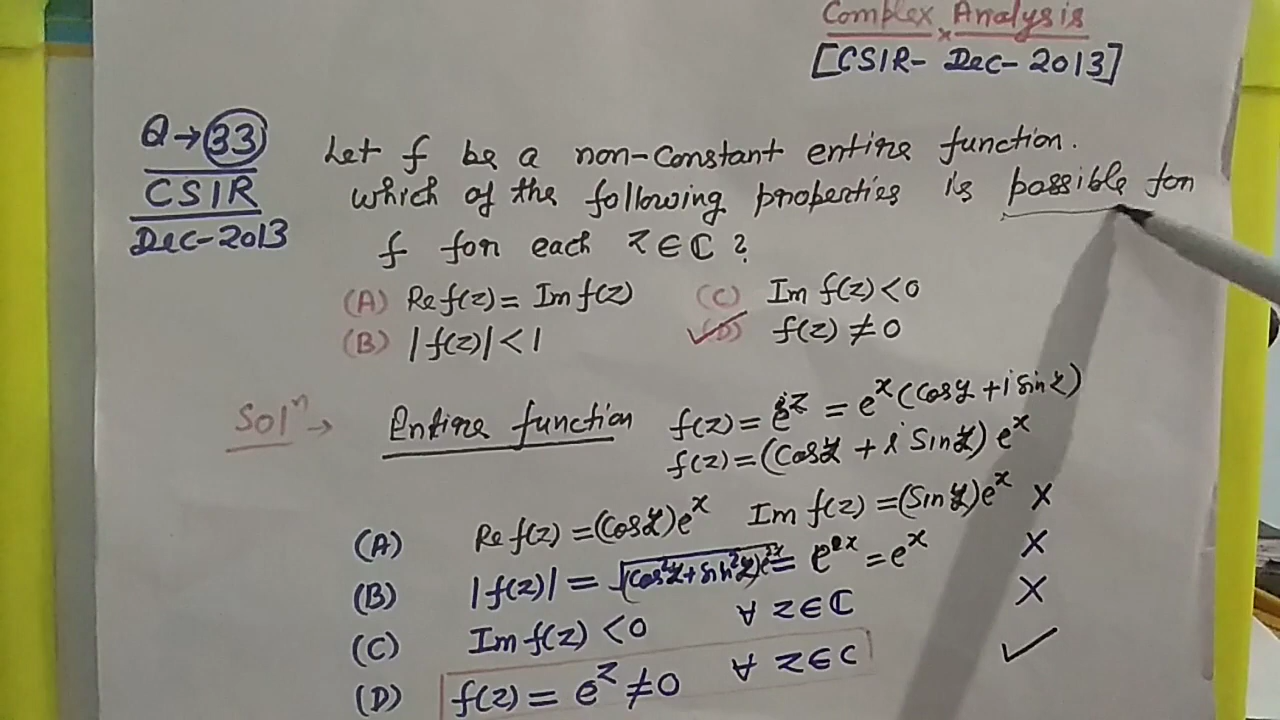 Complex Analysis
[CSIR- Dec- 2013]
Q→33
CSIR
Dec-2013
Let f be a non-constant entire function.
which of the following properties is possible for
f for each z∈ℂ ?
(A) Re f(z) = Im f(z) (C) Im f(z) < 0
(B) |f(z)| < 1 (D) f(z) ≠ 0
Solⁿ → Entire function f(z) = e^z = e^x (cos y + i sin y)
f(z) = (cos y + i sin y) e^x
(A) Re f(z) = (cos y) e^x Im f(z) = (sin y) e^x ×
(B) |f(z)| = √(cos²y + sin²y) e^2x = e^2x = e^x ×
(C) Im f(z) < 0 ∀ z∈ℂ ×
(D) f(z) = e^z ≠ 0 ∀ z∈c ✓